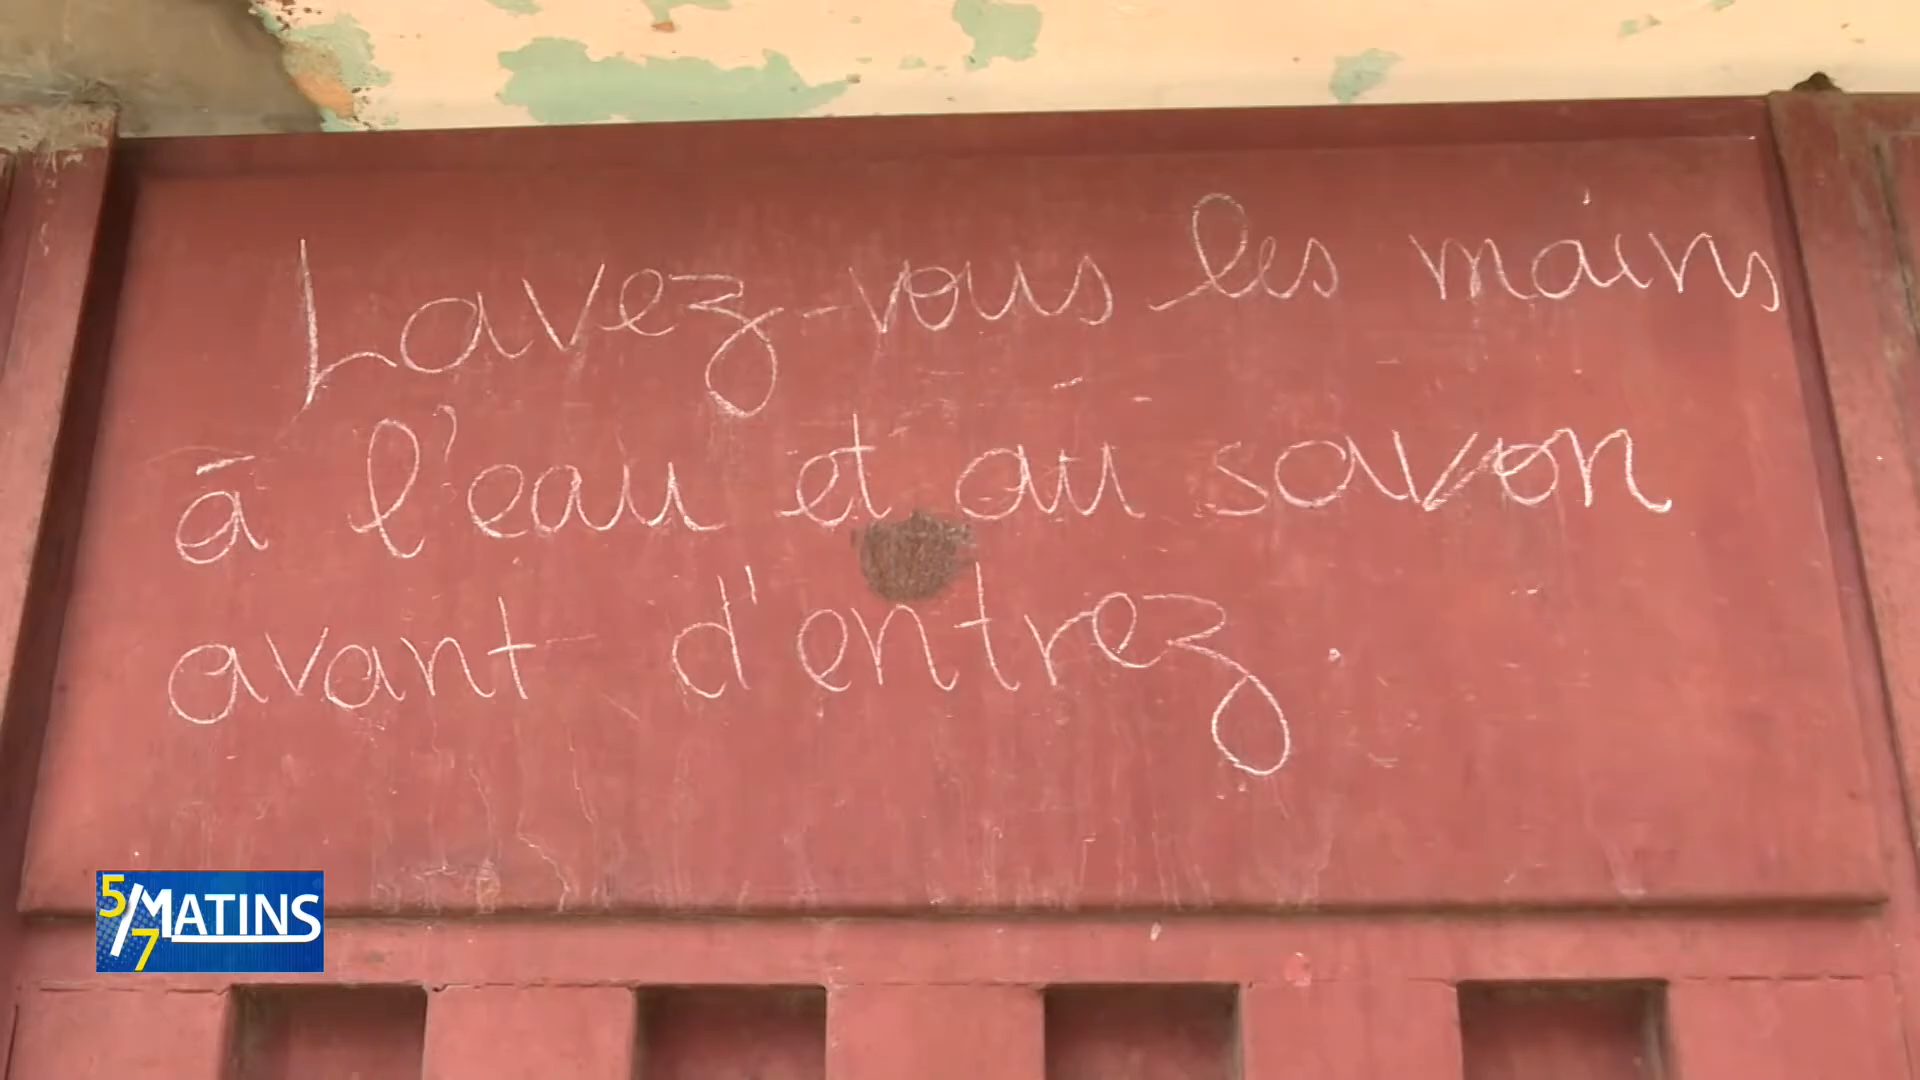 Lavez-vous les mains
à l'eau et au savon
avant d'entrez.
5/7 MATINS